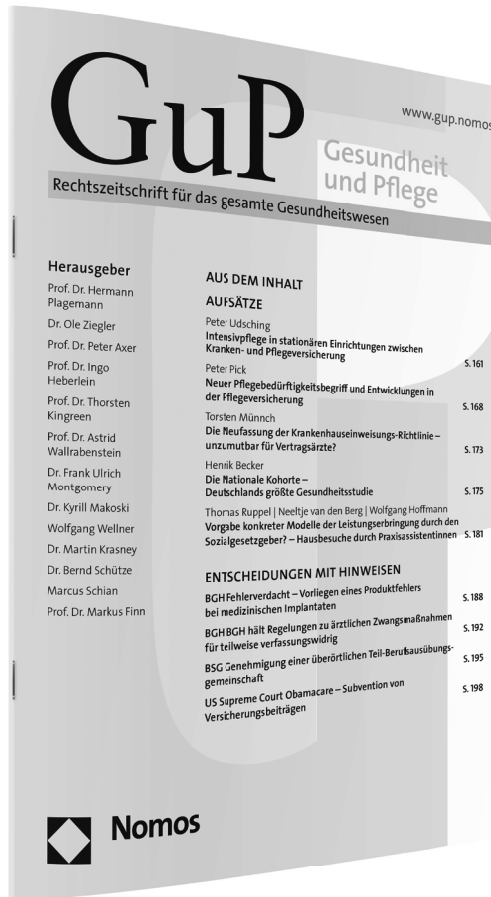 GuP
www.gup.nomos
Gesundheit
und Pflege
Rechtszeitschrift für das gesamte Gesundheitswesen
Herausgeber
Prof. Dr. Hermann
Plagemann
Dr. Ole Ziegler
Prof. Dr. Peter Axer
Prof. Dr. Ingo
Heberlein
Prof. Dr. Thorsten
Kingreen
Prof. Dr. Astrid
Wallrabenstein
Dr. Frank Ulrich
Montgomery
Dr. Kyrill Makoski
Wolfgang Wellner
Dr. Martin Krasney
Dr. Bernd Schütze
Marcus Schian
Prof. Dr. Markus Finn
AUS DEM INHALT
AUFSÄTZE
Peter Udsching
Intensivpflege in stationären Einrichtungen zwischen
Kranken- und Pflegeversicherung S. 161
Peter Pick
Neuer Pflegebedürftigkeitsbegriff und Entwicklungen in
der Pflegeversicherung S. 168
Torsten Münnch
Die Neufassung der Krankenhauseinweisungs-Richtlinie –
unzumutbar für Vertragsärzte? S. 173
Henrik Becker
Die Nationale Kohorte –
Deutschlands größte Gesundheitsstudie S. 175
Thomas Ruppel | Neeltje van den Berg | Wolfgang Hoffmann
Vorgabe konkreter Modelle der Leistungserbringung durch den
Sozialgesetzgeber? – Hausbesuche durch Praxisassistentinnen S. 181
ENTSCHEIDUNGEN MIT HINWEISEN
BGH Fehlerverdacht – Vorliegen eines Produktfehlers
bei medizinischen Implantaten S. 188
BGH BGH hält Regelungen zu ärztlichen Zwangsmaßnahmen
für teilweise verfassungswidrig S. 192
BSG Genehmigung einer überörtlichen Teil-Berufsausübungs-
gemeinschaft S. 195
US Supreme Court Obamacare – Subvention von
Versicherungsbeiträgen S. 198
Nomos